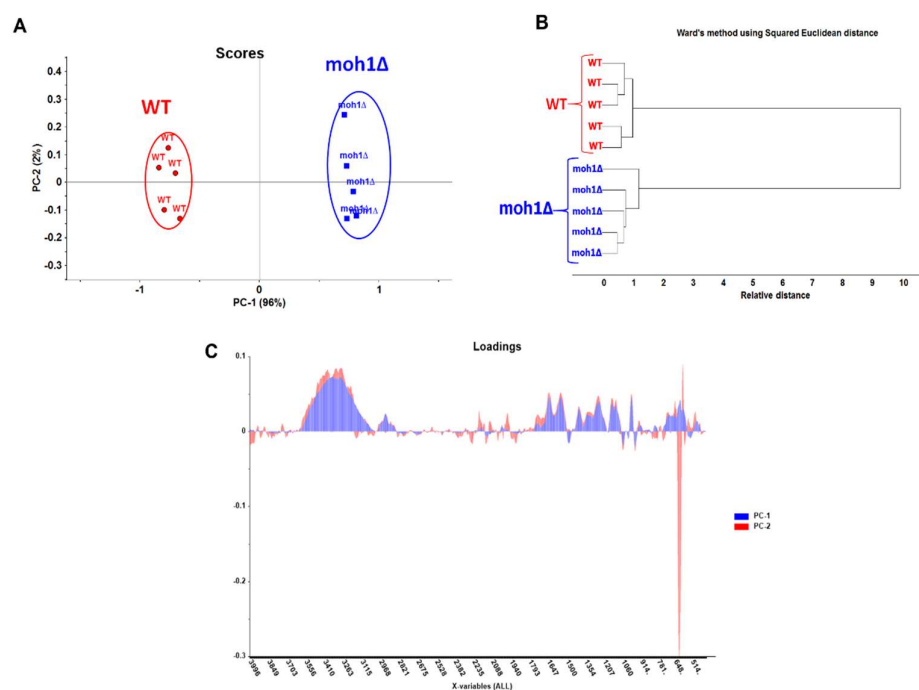 A
Scores
moh1Δ
WT
0.4
0.3
0.2
0.1
0
-0.1
-0.2
-0.3
PC-2 (2%)
moh1Δ
WT
WT
WT
moh1Δ
moh1Δ
WT
WT
moh1Δ
moh1Δ
-1
0
1
PC-1 (96%)
B
Ward's method using Squared Euclidean distance
WT
WT
WT
WT
WT
WT
moh1Δ
moh1Δ
moh1Δ
moh1Δ
moh1Δ
moh1Δ
0 1 2 3 4 5 6 7 8 9 10
Relative distance
C
Loadings
0.1
0
-0.1
-0.2
-0.3
PC-1
PC-2
3996 3849 3703 3556 3410 3263 3115 2968 2821 2675 2528 2382 2235 2088 1940 1793 1647 1500 1354 1207 1060 914. 781. 648. 514.
X-variables (ALL)